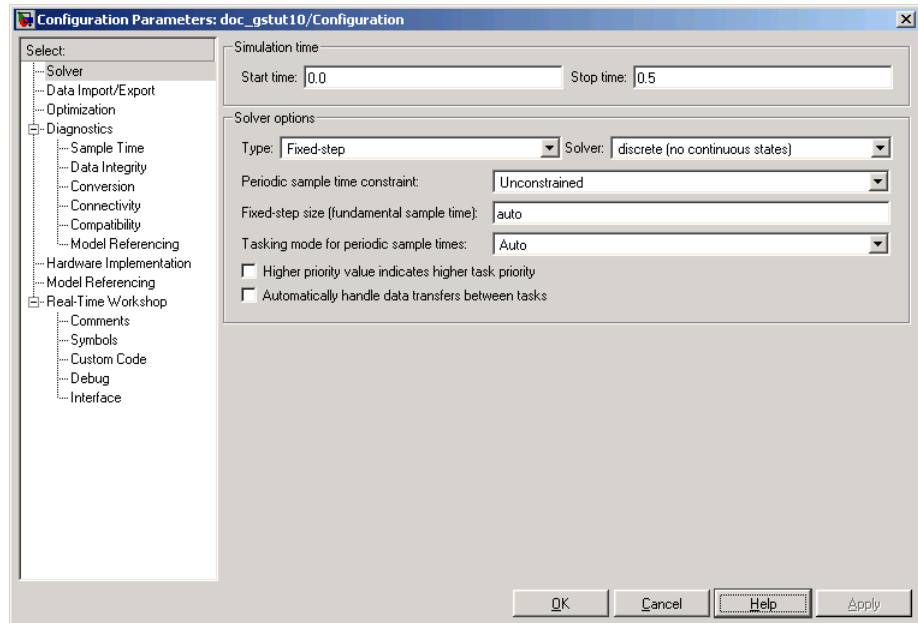 Configuration Parameters: doc_gstut10/Configuration
Select:
Solver
Data Import/Export
Optimization
Diagnostics
Sample Time
Data Integrity
Conversion
Connectivity
Compatibility
Model Referencing
Hardware Implementation
Model Referencing
Real-Time Workshop
Comments
Symbols
Custom Code
Debug
Interface
Simulation time
Start time: 0.0 Stop time: 0.5
Solver options
Type: Fixed-step Solver: discrete (no continuous states)
Periodic sample time constraint: Unconstrained
Fixed-step size (fundamental sample time): auto
Tasking mode for periodic sample times: Auto
Higher priority value indicates higher task priority
Automatically handle data transfers between tasks
OK Cancel Help Apply